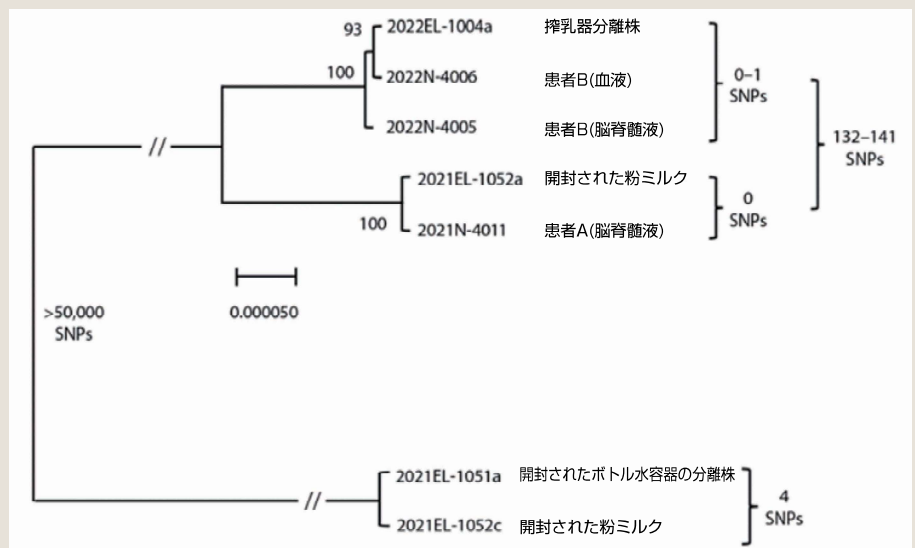 93
2022EL-1004a 搾乳器分離株
100
2022N-4006 患者B(血液)
0–1
SNPs
2022N-4005 患者B(脳脊髄液)
132–141
SNPs
//
2021EL-1052a 開封された粉ミルク
0
SNPs
100
2021N-4011 患者A(脳脊髄液)
0.000050
>50,000
SNPs
2021EL-1051a 開封されたボトル水容器の分離株
//
4
SNPs
2021EL-1052c 開封された粉ミルク